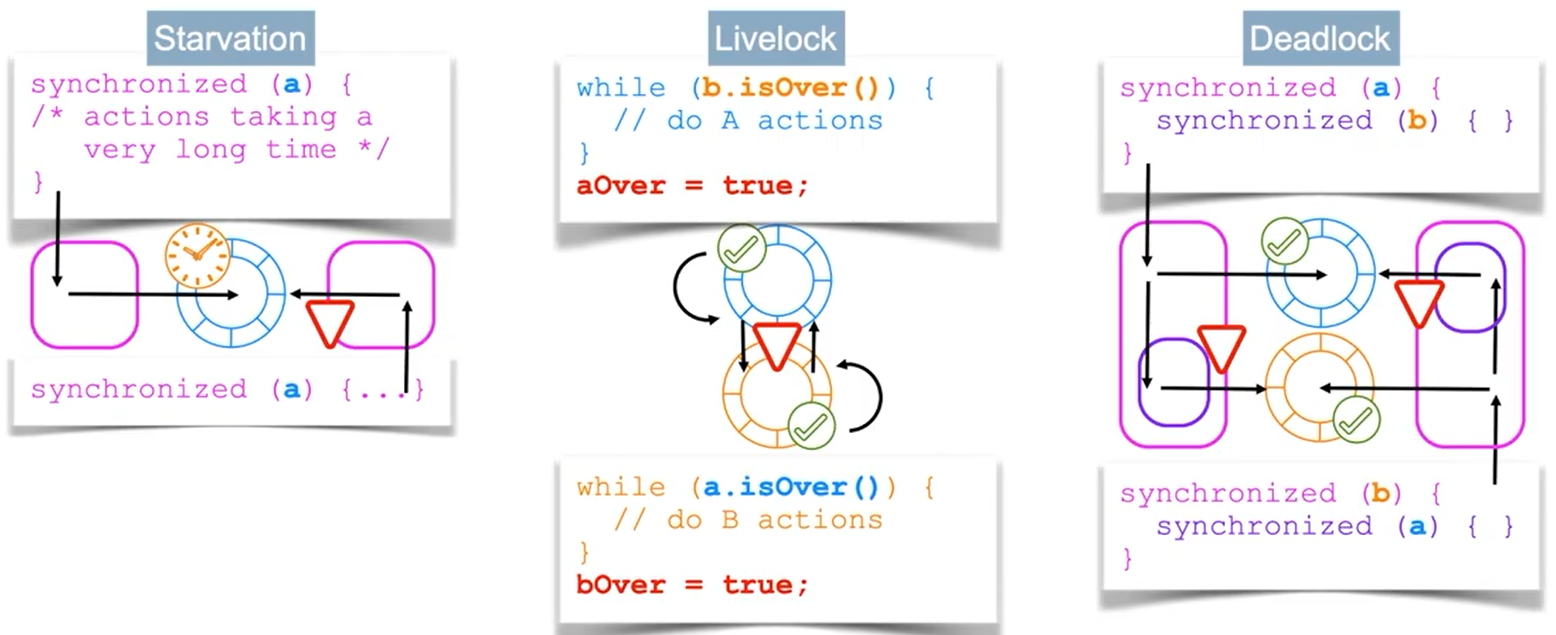 Starvation
synchronized (a) {
/* actions taking a
very long time */
}
synchronized (a) {...}
Livelock
while (b.isOver()) {
// do A actions
}
aOver = true;
while (a.isOver()) {
// do B actions
}
bOver = true;
Deadlock
synchronized (a) {
synchronized (b) { }
}
synchronized (b) {
synchronized (a) { }
}